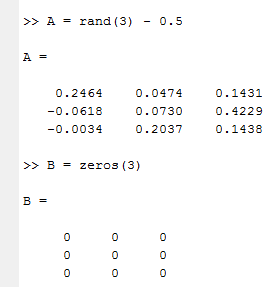 >> A = rand(3) - 0.5
A =
0.2464 0.0474 0.1431
-0.0618 0.0730 0.4229
-0.0034 0.2037 0.1438
>> B = zeros(3)
B =
0 0 0
0 0 0
0 0 0